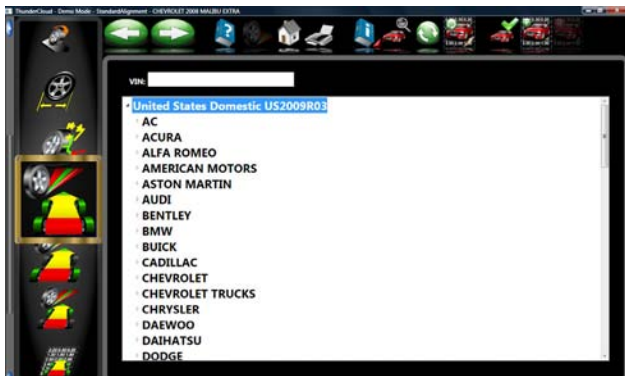 ThunderCloud - Demo Mode - StandardAlignment - CHEVROLET 2008 MALIBU EXTRA
VIN:
United States Domestic US2009R03
AC
ACURA
ALFA ROMEO
AMERICAN MOTORS
ASTON MARTIN
AUDI
BENTLEY
BMW
BUICK
CADILLAC
CHEVROLET
CHEVROLET TRUCKS
CHRYSLER
DAEWOO
DAIHATSU
DODGE